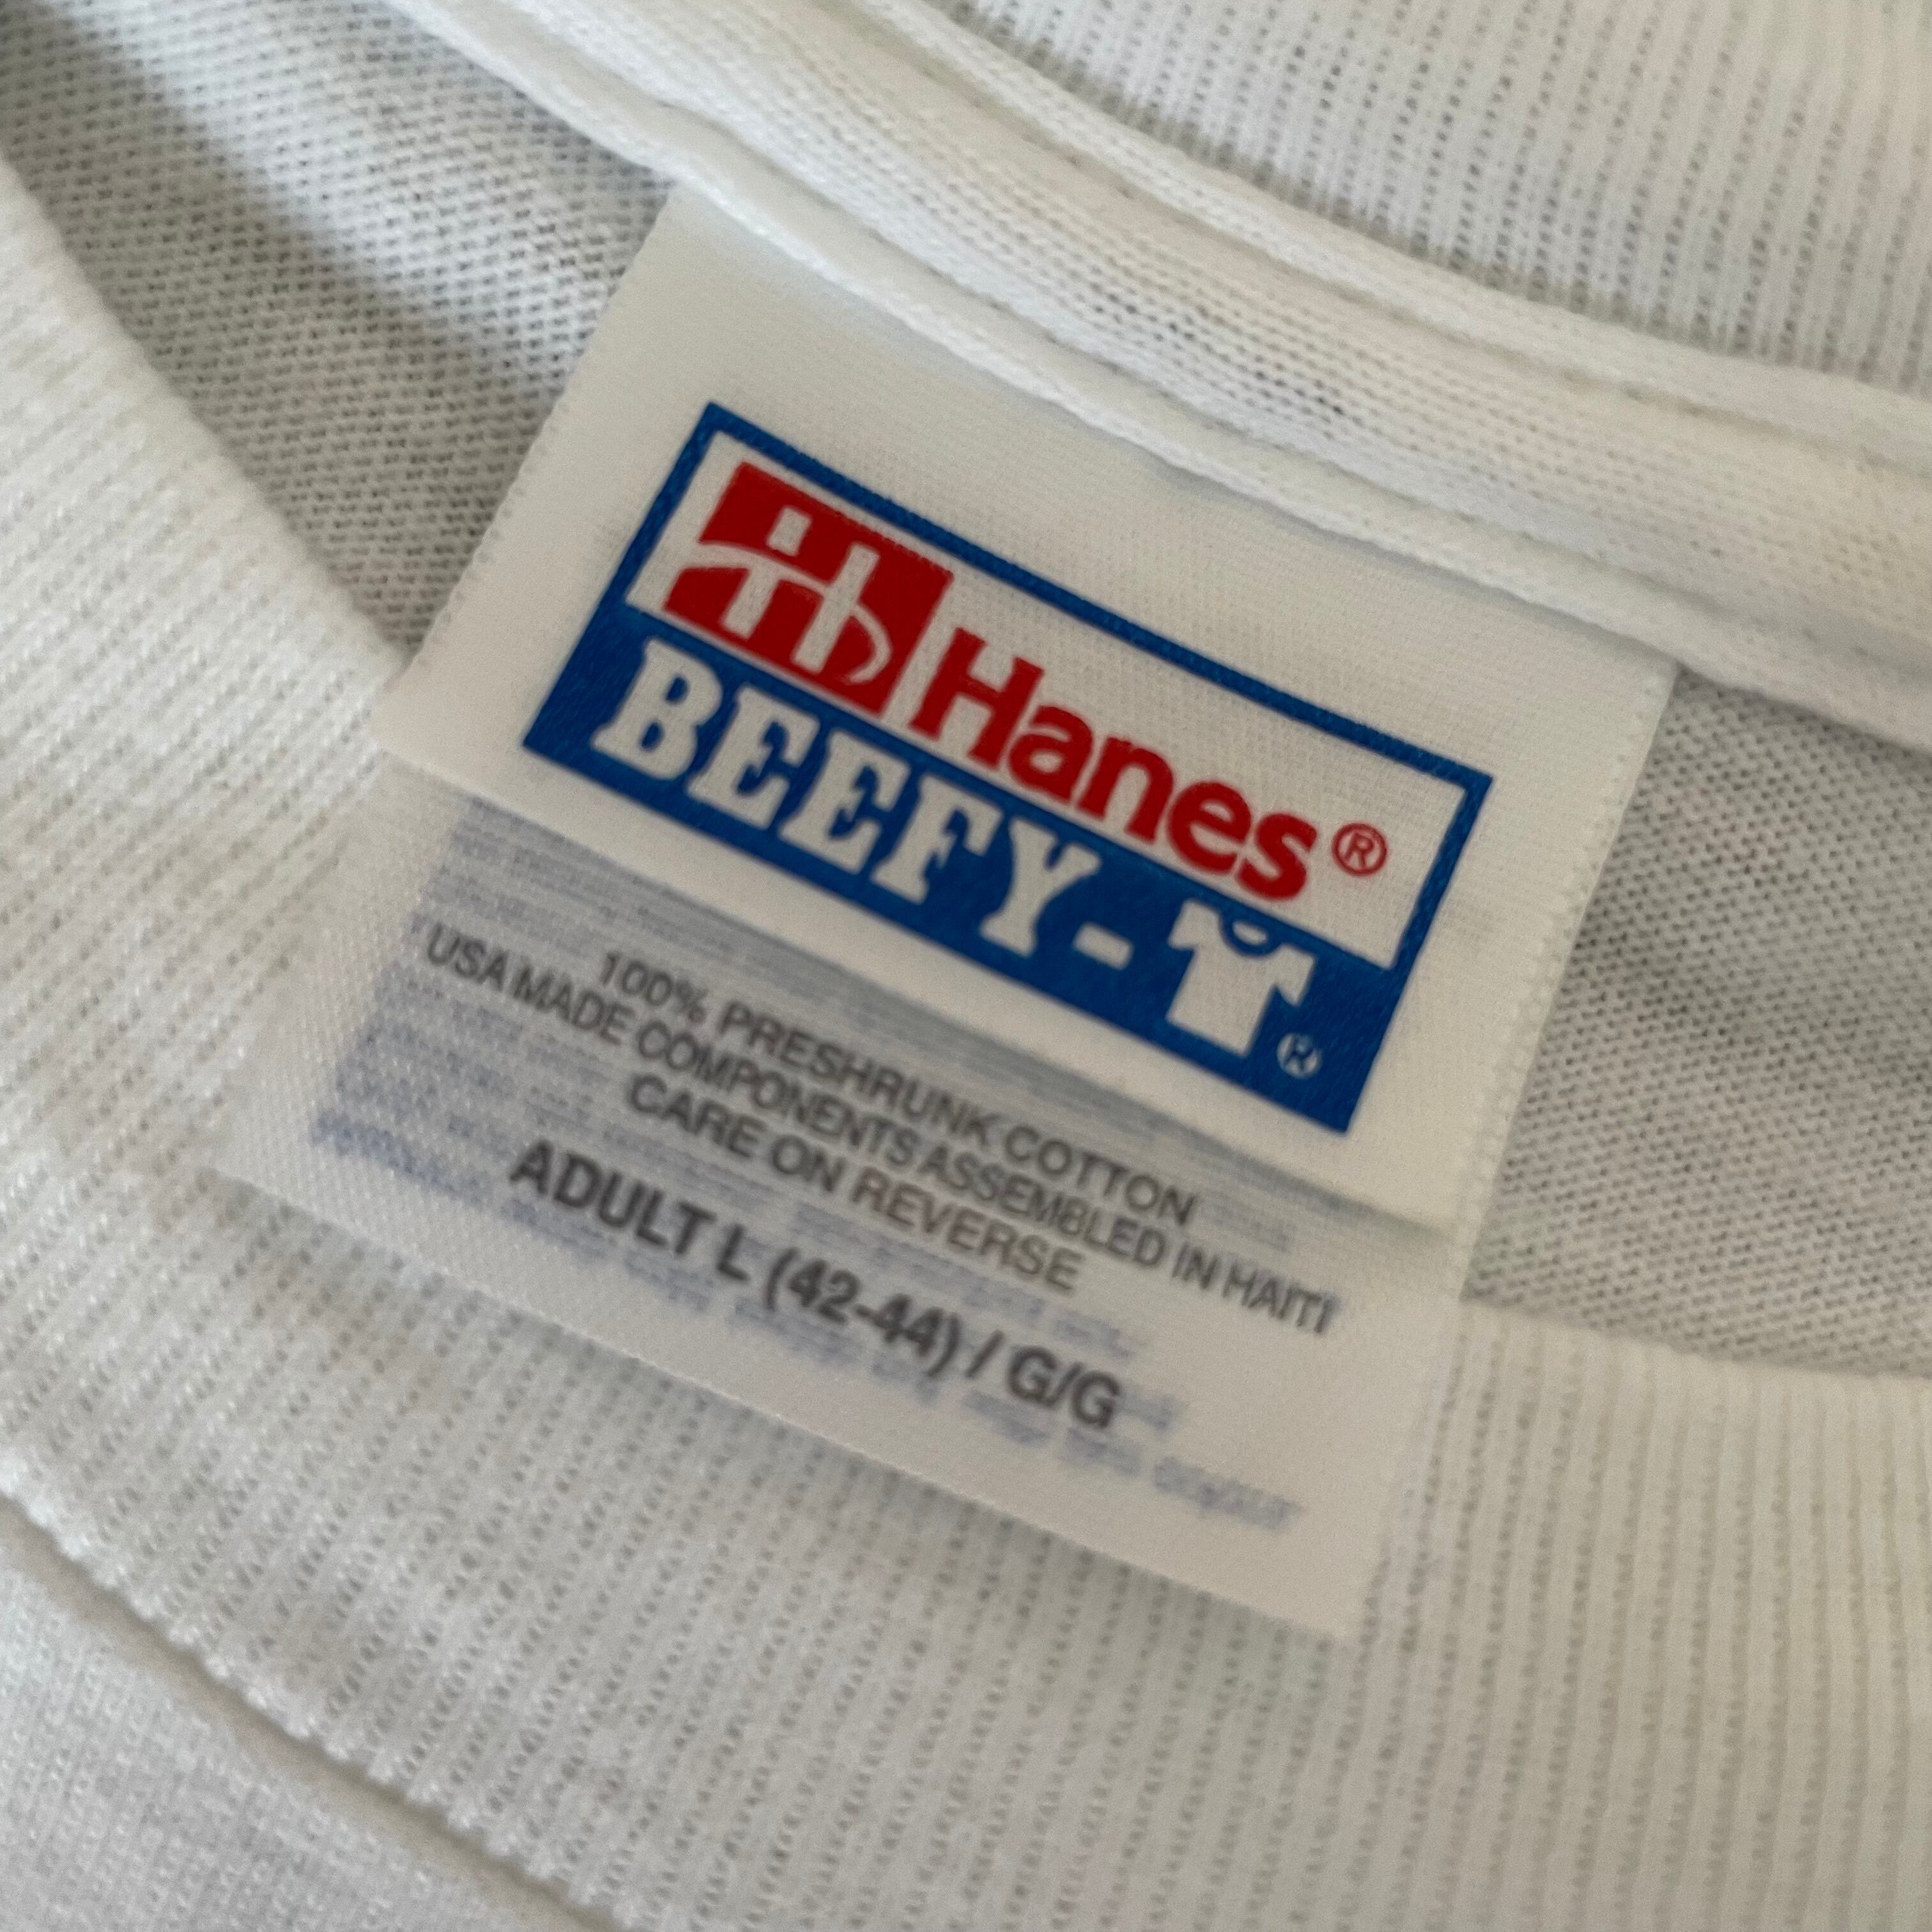 Hanes®
BEEFY-T®
100% PRESHRUNK COTTON
USA MADE COMPONENTS ASSEMBLED IN HAITI
CARE ON REVERSE
ADULT L (42-44) / G/G